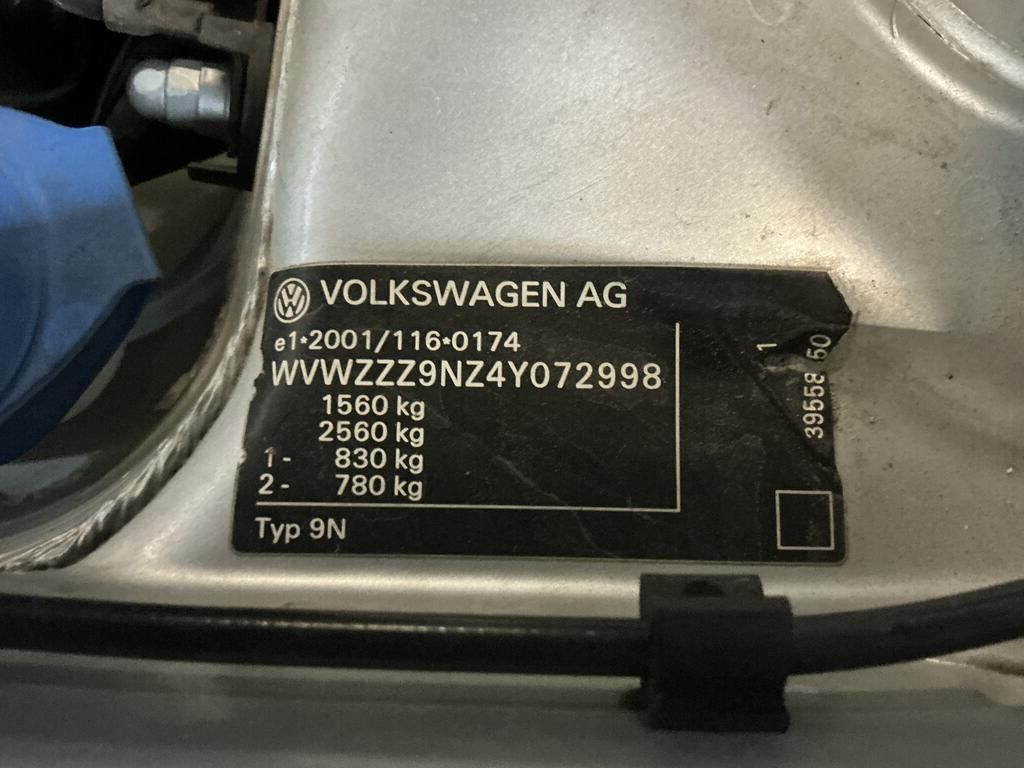 VOLKSWAGEN AG
e1*2001/116*0174
WVWZZZ9NZ4Y072998
1560 kg
2560 kg
1- 830 kg
2- 780 kg
Typ 9N
1
39558 50